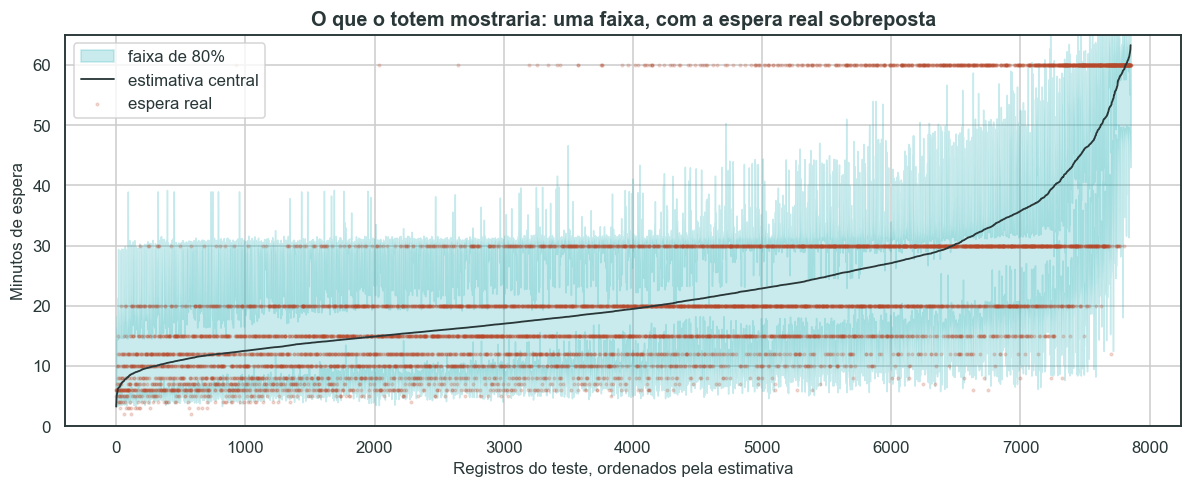 O que o totem mostraria: uma faixa, com a espera real sobreposta
faixa de 80%
estimativa central
espera real
Minutos de espera
60
50
40
30
20
10
0
0 1000 2000 3000 4000 5000 6000 7000 8000
Registros do teste, ordenados pela estimativa